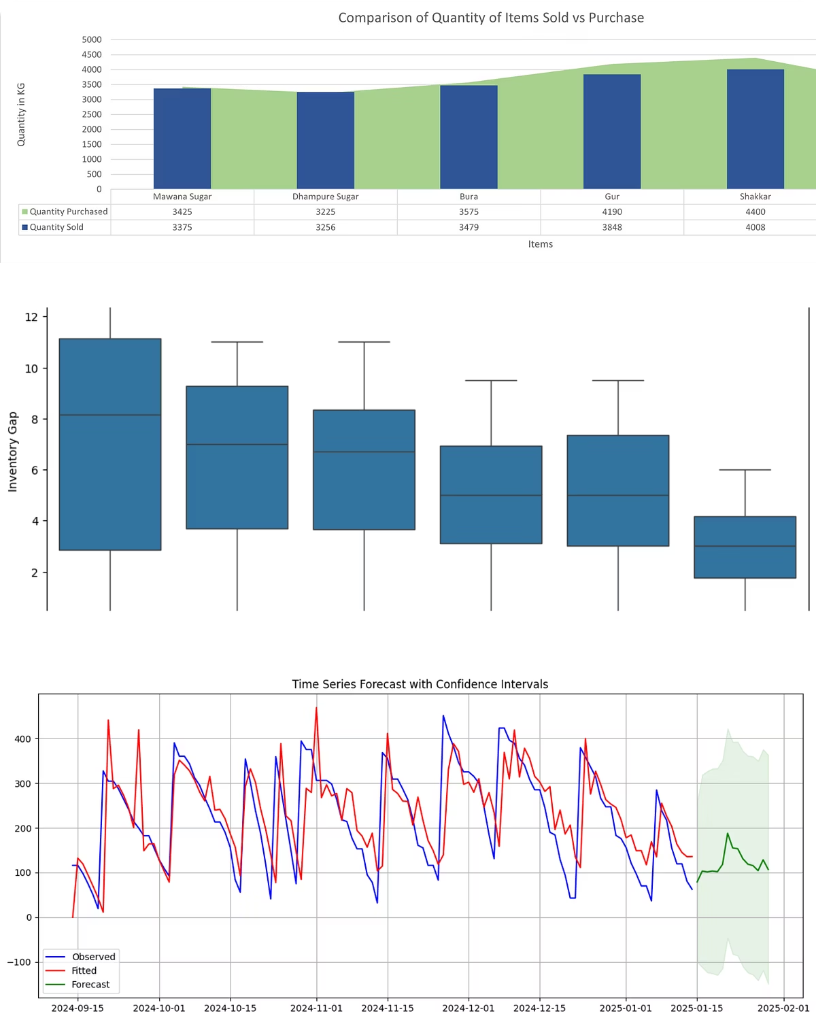 Comparison of Quantity of Items Sold vs Purchase
5000
4500
4000
3500
3000
2500
2000
1500
1000
500
0
Quantity in KG
Mawana Sugar Dhampure Sugar Bura Gur Shakkar
Quantity Purchased 3425 3225 3575 4190 4400
Quantity Sold 3375 3256 3479 3848 4008
Items
12
10
8
6
4
2
Inventory Gap
Time Series Forecast with Confidence Intervals
400
300
200
100
0
−100
Observed
Fitted
Forecast
2024-09-15 2024-10-01 2024-10-15 2024-11-01 2024-11-15 2024-12-01 2024-12-15 2025-01-01 2025-01-15 2025-02-01